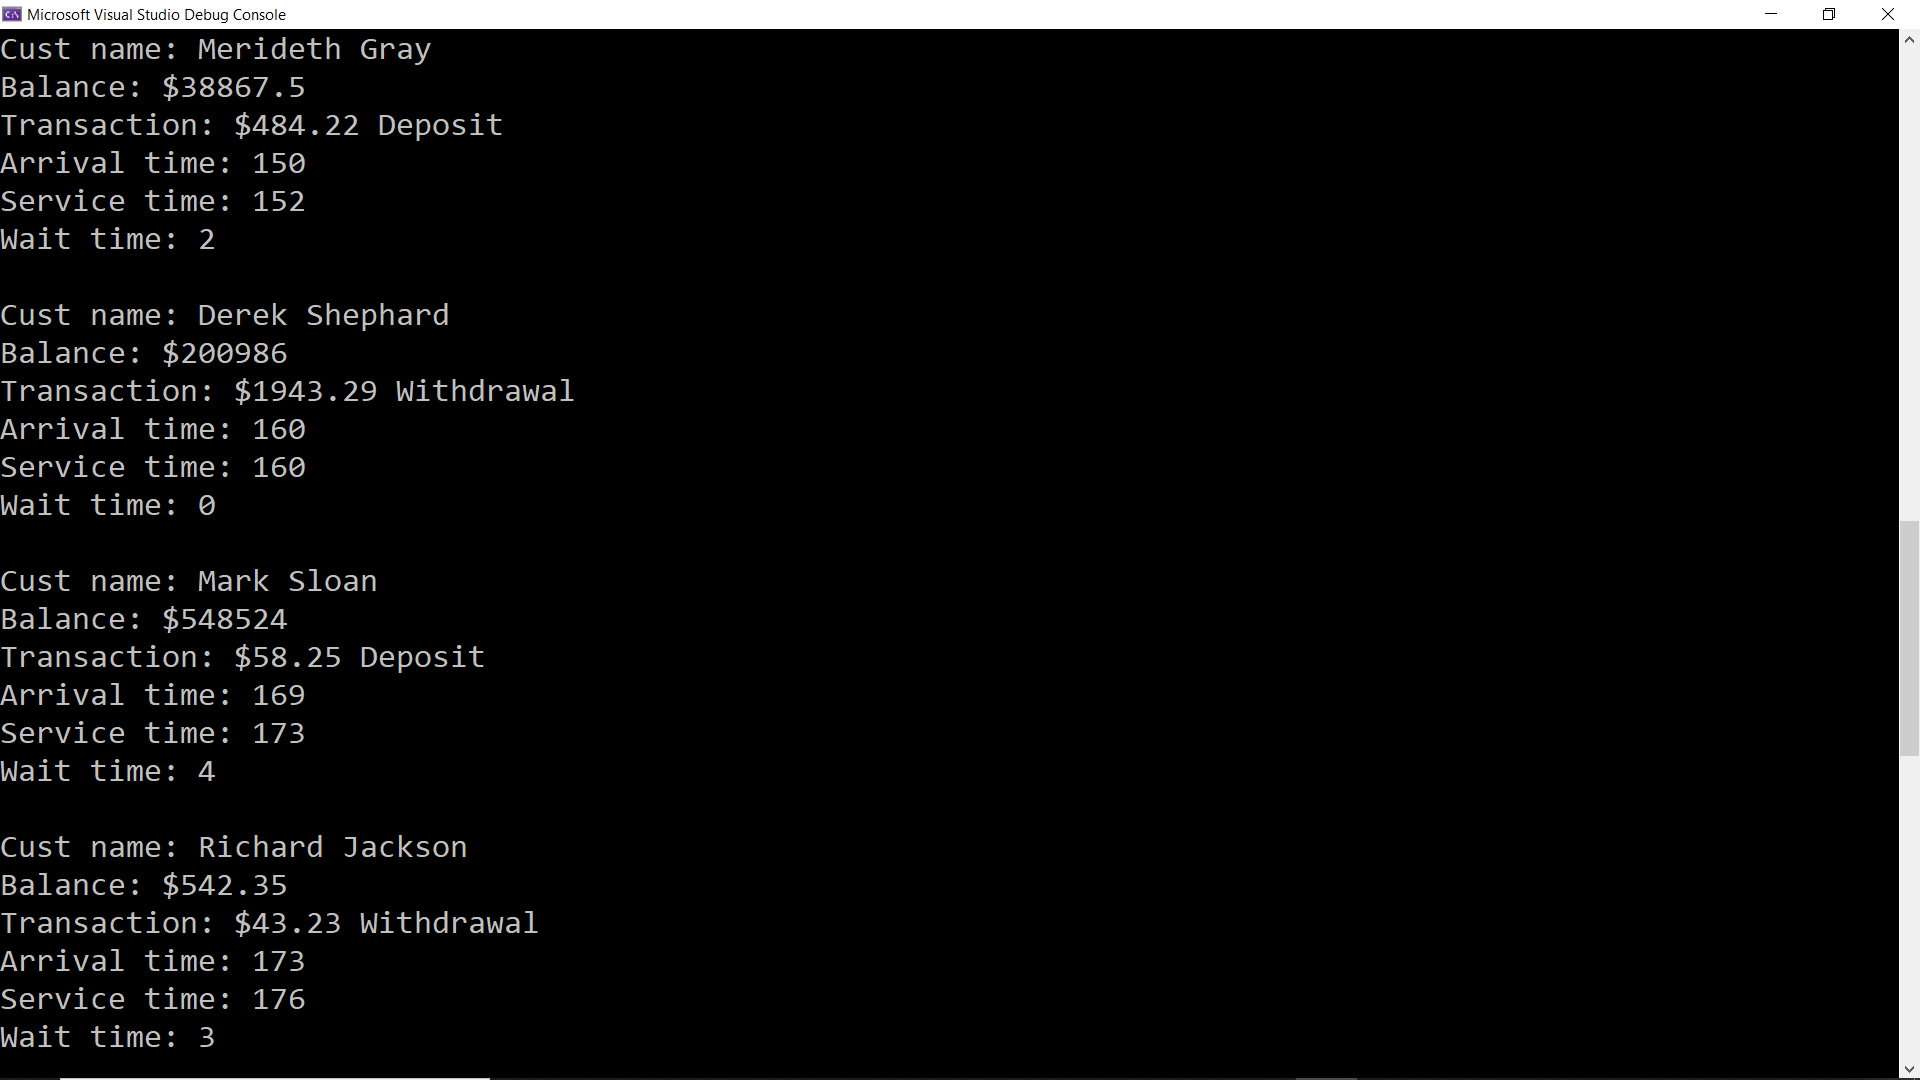 Microsoft Visual Studio Debug Console
Cust name: Merideth Gray
Balance: $38867.5
Transaction: $484.22 Deposit
Arrival time: 150
Service time: 152
Wait time: 2
Cust name: Derek Shephard
Balance: $200986
Transaction: $1943.29 Withdrawal
Arrival time: 160
Service time: 160
Wait time: 0
Cust name: Mark Sloan
Balance: $548524
Transaction: $58.25 Deposit
Arrival time: 169
Service time: 173
Wait time: 4
Cust name: Richard Jackson
Balance: $542.35
Transaction: $43.23 Withdrawal
Arrival time: 173
Service time: 176
Wait time: 3